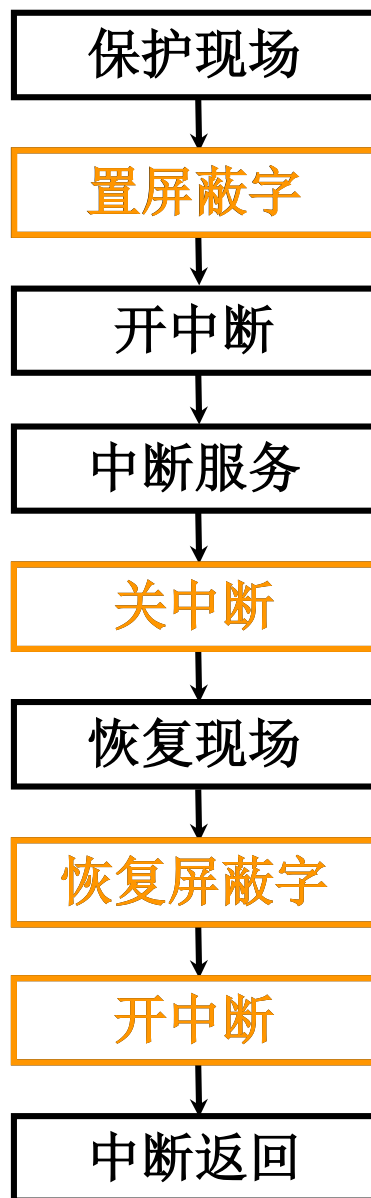 保护现场
置屏蔽字
开中断
中断服务
关中断
恢复现场
恢复屏蔽字
开中断
中断返回